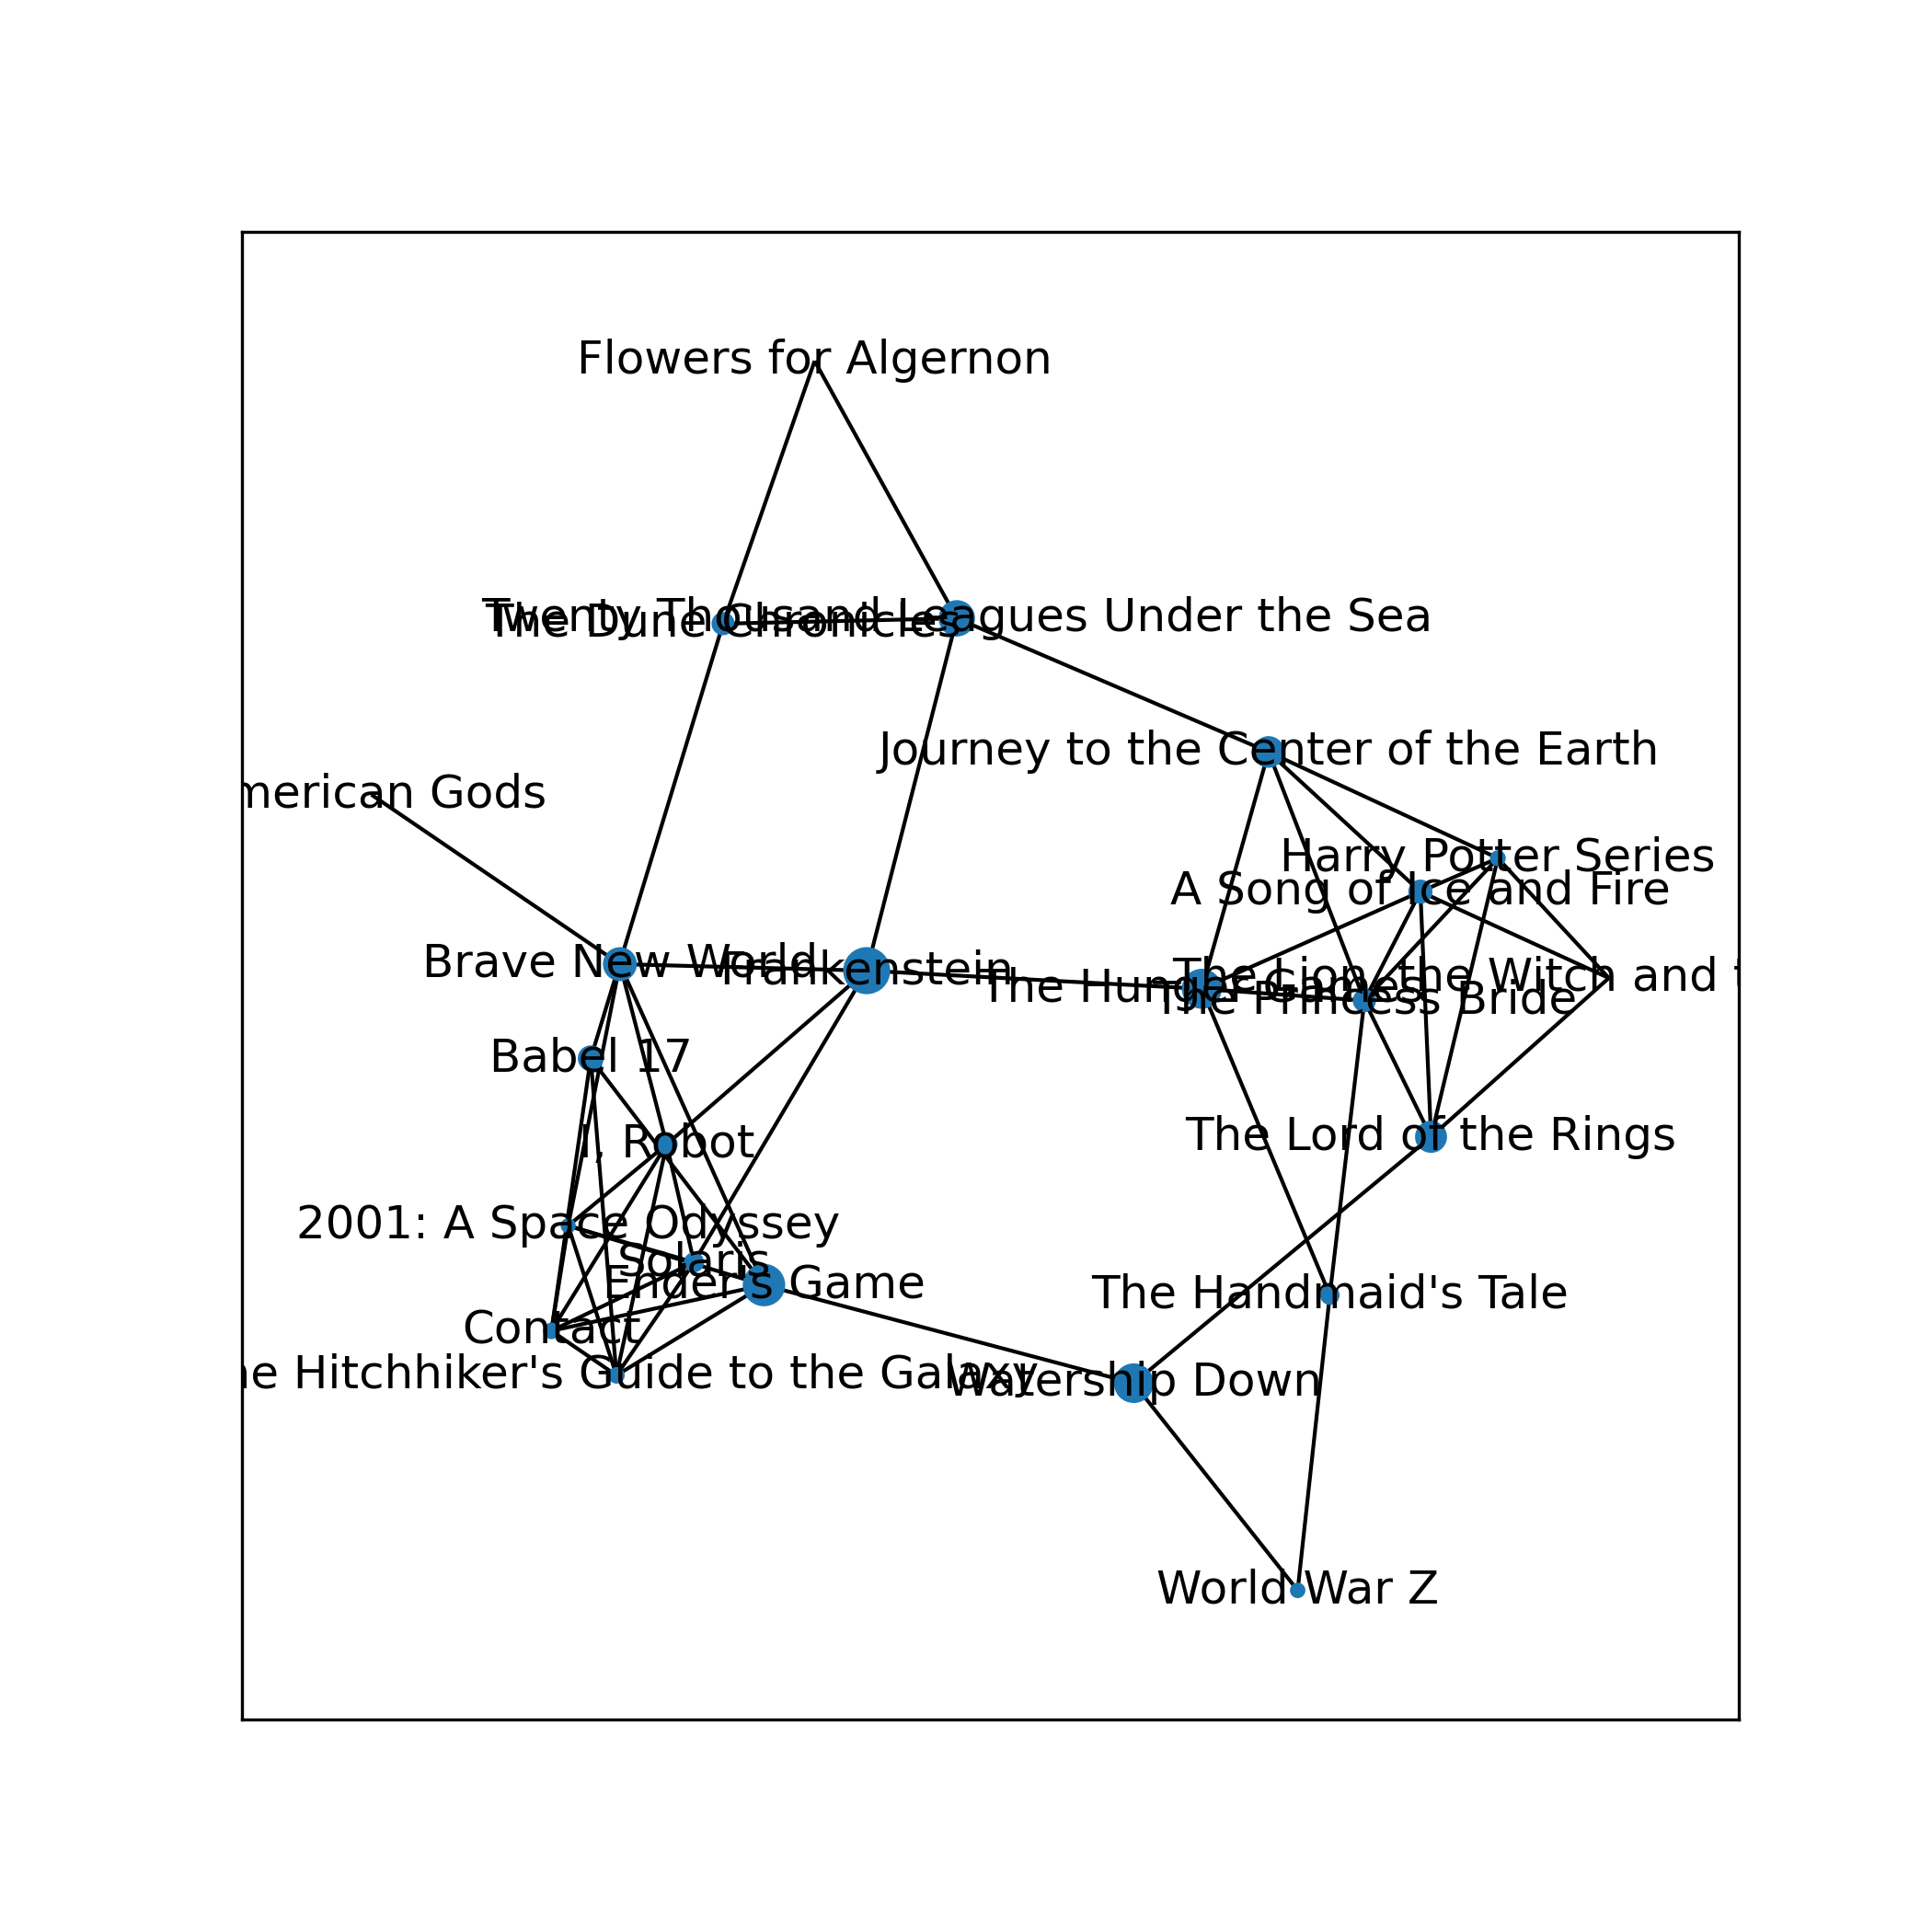 Flowers for Algernon
Twenty Thousand Leagues Under the Sea
The Dune Chronicles
Journey to the Center of the Earth
merican Gods
Harry Potter Series
A Song of Ice and Fire
Brave New World
Frankenstein
The Lion, the Witch and t
The Hunger Games
The Princess Bride
Babel 17
I, Robot
The Lord of the Rings
2001: A Space Odyssey
Solaris
Ender's Game
The Handmaid's Tale
Contact
he Hitchhiker's Guide to the Galaxy
Watership Down
World War Z